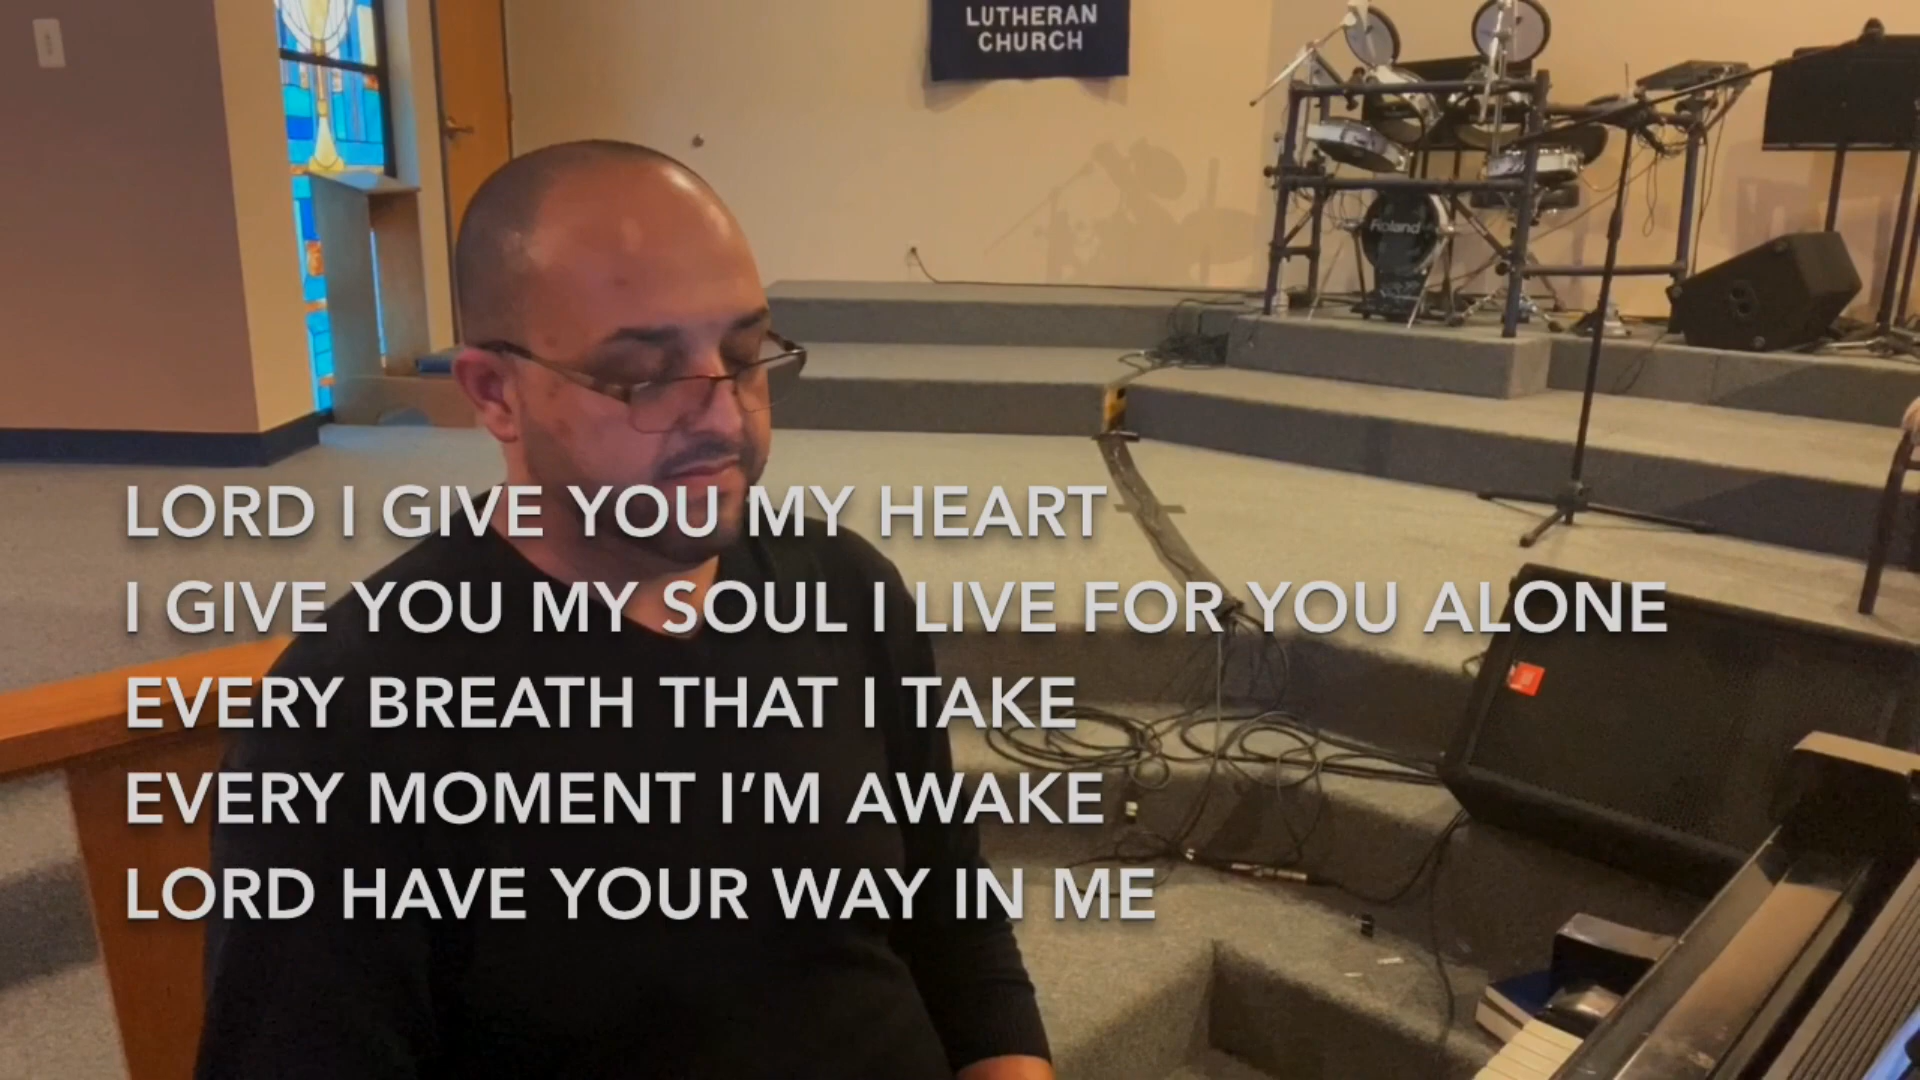 LUTHERAN
CHURCH
Roland
LORD I GIVE YOU MY HEART
I GIVE YOU MY SOUL I LIVE FOR YOU ALONE
EVERY BREATH THAT I TAKE
EVERY MOMENT I’M AWAKE
LORD HAVE YOUR WAY IN ME